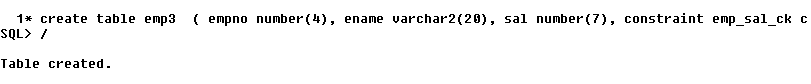 1* create table emp3  ( empno number(4), ename varchar2(20), sal number(7), constraint emp_sal_ck c
SQL> /
Table created.